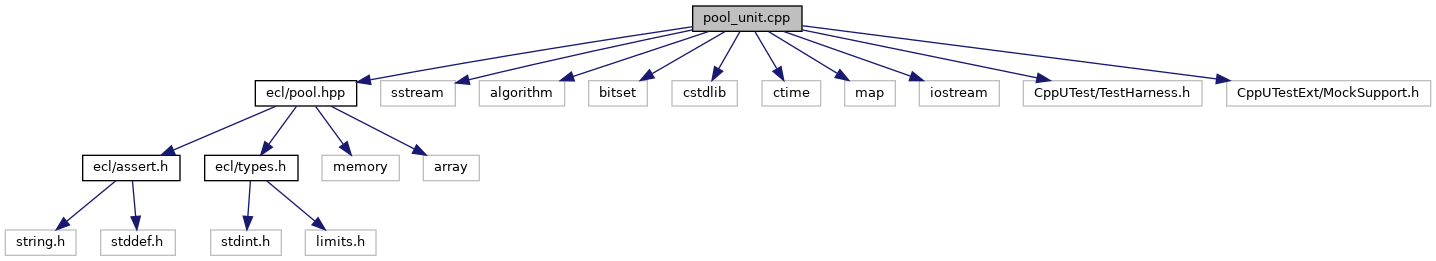 pool_unit.cpp
ecl/pool.hpp
sstream
algorithm
bitset
cstdlib
ctime
map
iostream
CppUTest/TestHarness.h
CppUTestExt/MockSupport.h
ecl/assert.h
ecl/types.h
memory
array
string.h
stddef.h
stdint.h
limits.h